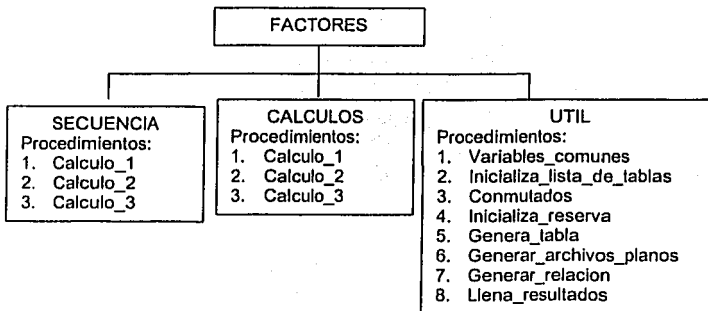 FACTORES
SECUENCIA
Procedimientos:
1. Calculo_1
2. Calculo_2
3. Calculo_3
CALCULOS
Procedimientos:
1. Calculo_1
2. Calculo_2
3. Calculo_3
UTIL
Procedimientos:
1. Variables_comunes
2. Inicializa_lista_de_tablas
3. Conmutados
4. Inicializa_reserva
5. Genera_tabla
6. Generar_archivos_planos
7. Generar_relacion
8. Llena_resultados